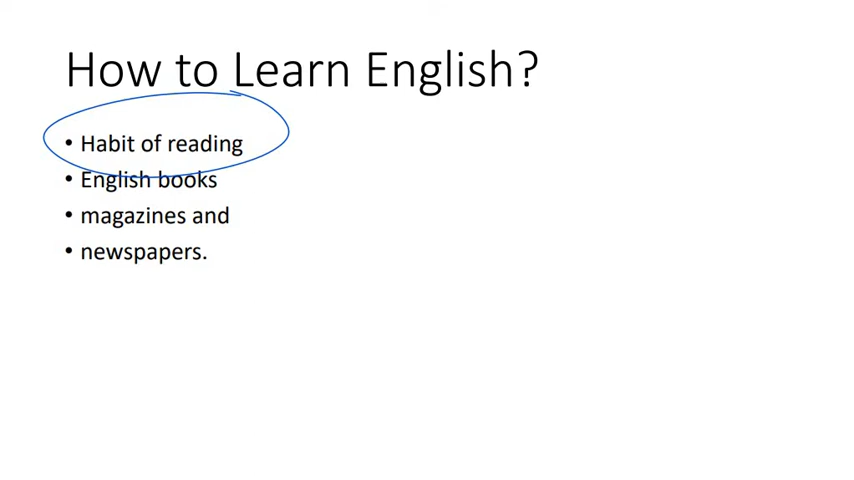 How to Learn English?
• Habit of reading
• English books
• magazines and
• newspapers.